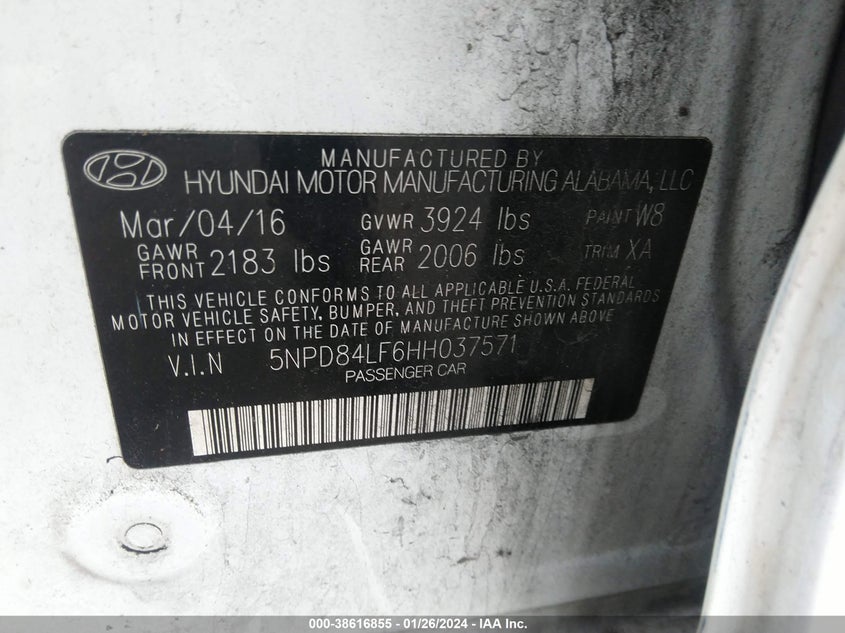 MANUFACTURED BY
HYUNDAI MOTOR MANUFACTURING ALABAMA, LLC
Mar/04/16 GVWR 3924 lbs PAINT W8
GAWR FRONT 2183 lbs GAWR REAR 2006 lbs TRIM XA
THIS VEHICLE CONFORMS TO ALL APPLICABLE U.S.A. FEDERAL
MOTOR VEHICLE SAFETY, BUMPER, AND THEFT PREVENTION STANDARDS
IN EFFECT ON THE DATE OF MANUFACTURE SHOWN ABOVE.
V.I.N 5NPD84LF6HH037571
PASSENGER CAR
000-38616855 - 01/26/2024 - IAA Inc.